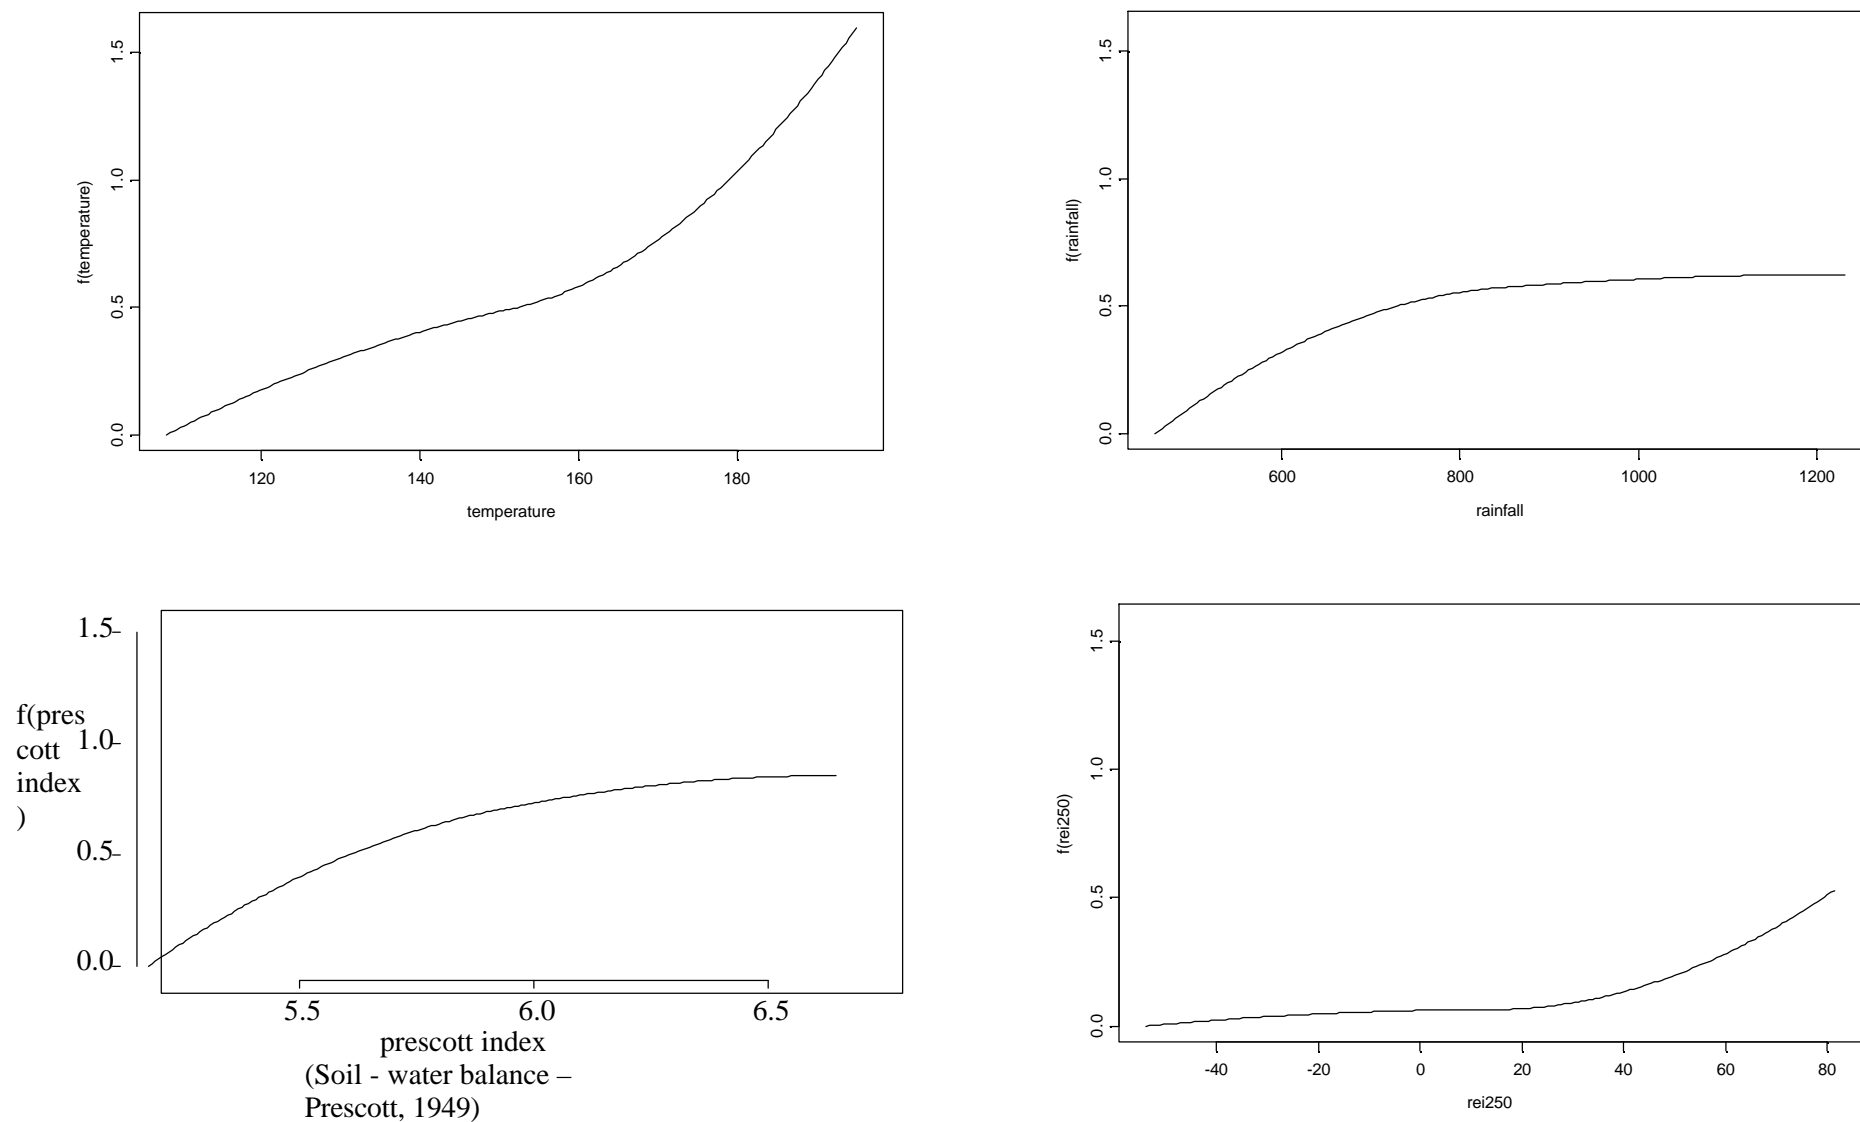 f(temperature)
1.5
1.0
0.5
0.0
120 140 160 180
temperature
f(rainfall)
1.5
1.0
0.5
0.0
600 800 1000 1200
rainfall
1.5
f(pres
1.0
cott
index
)
0.5
0.0
5.5 6.0 6.5
prescott index
(Soil - water balance –
Prescott, 1949)
f(rei250)
1.5
1.0
0.5
0.0
-40 -20 0 20 40 60 80
rei250